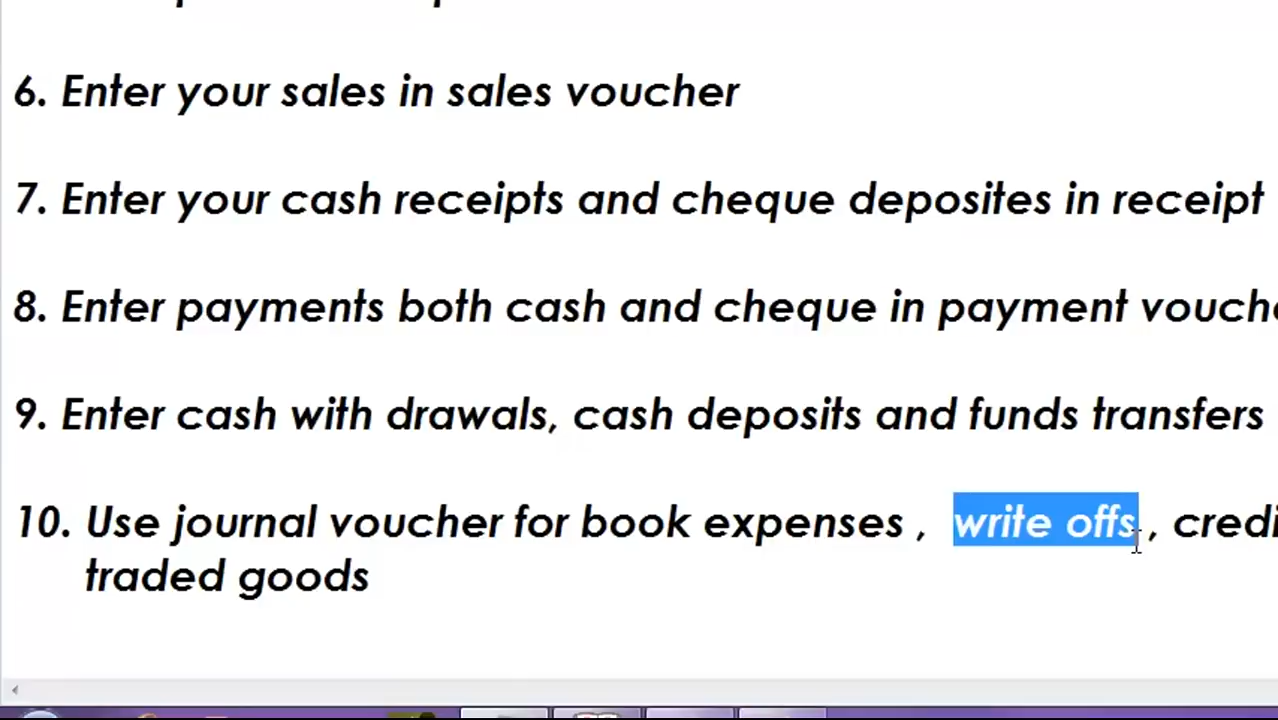 6. Enter your sales in sales voucher
7. Enter your cash receipts and cheque deposites in receipt
8. Enter payments both cash and cheque in payment
9. Enter cash with drawals, cash deposits and funds transfers
10. Use journal voucher for book expenses , write offs ,
traded goods